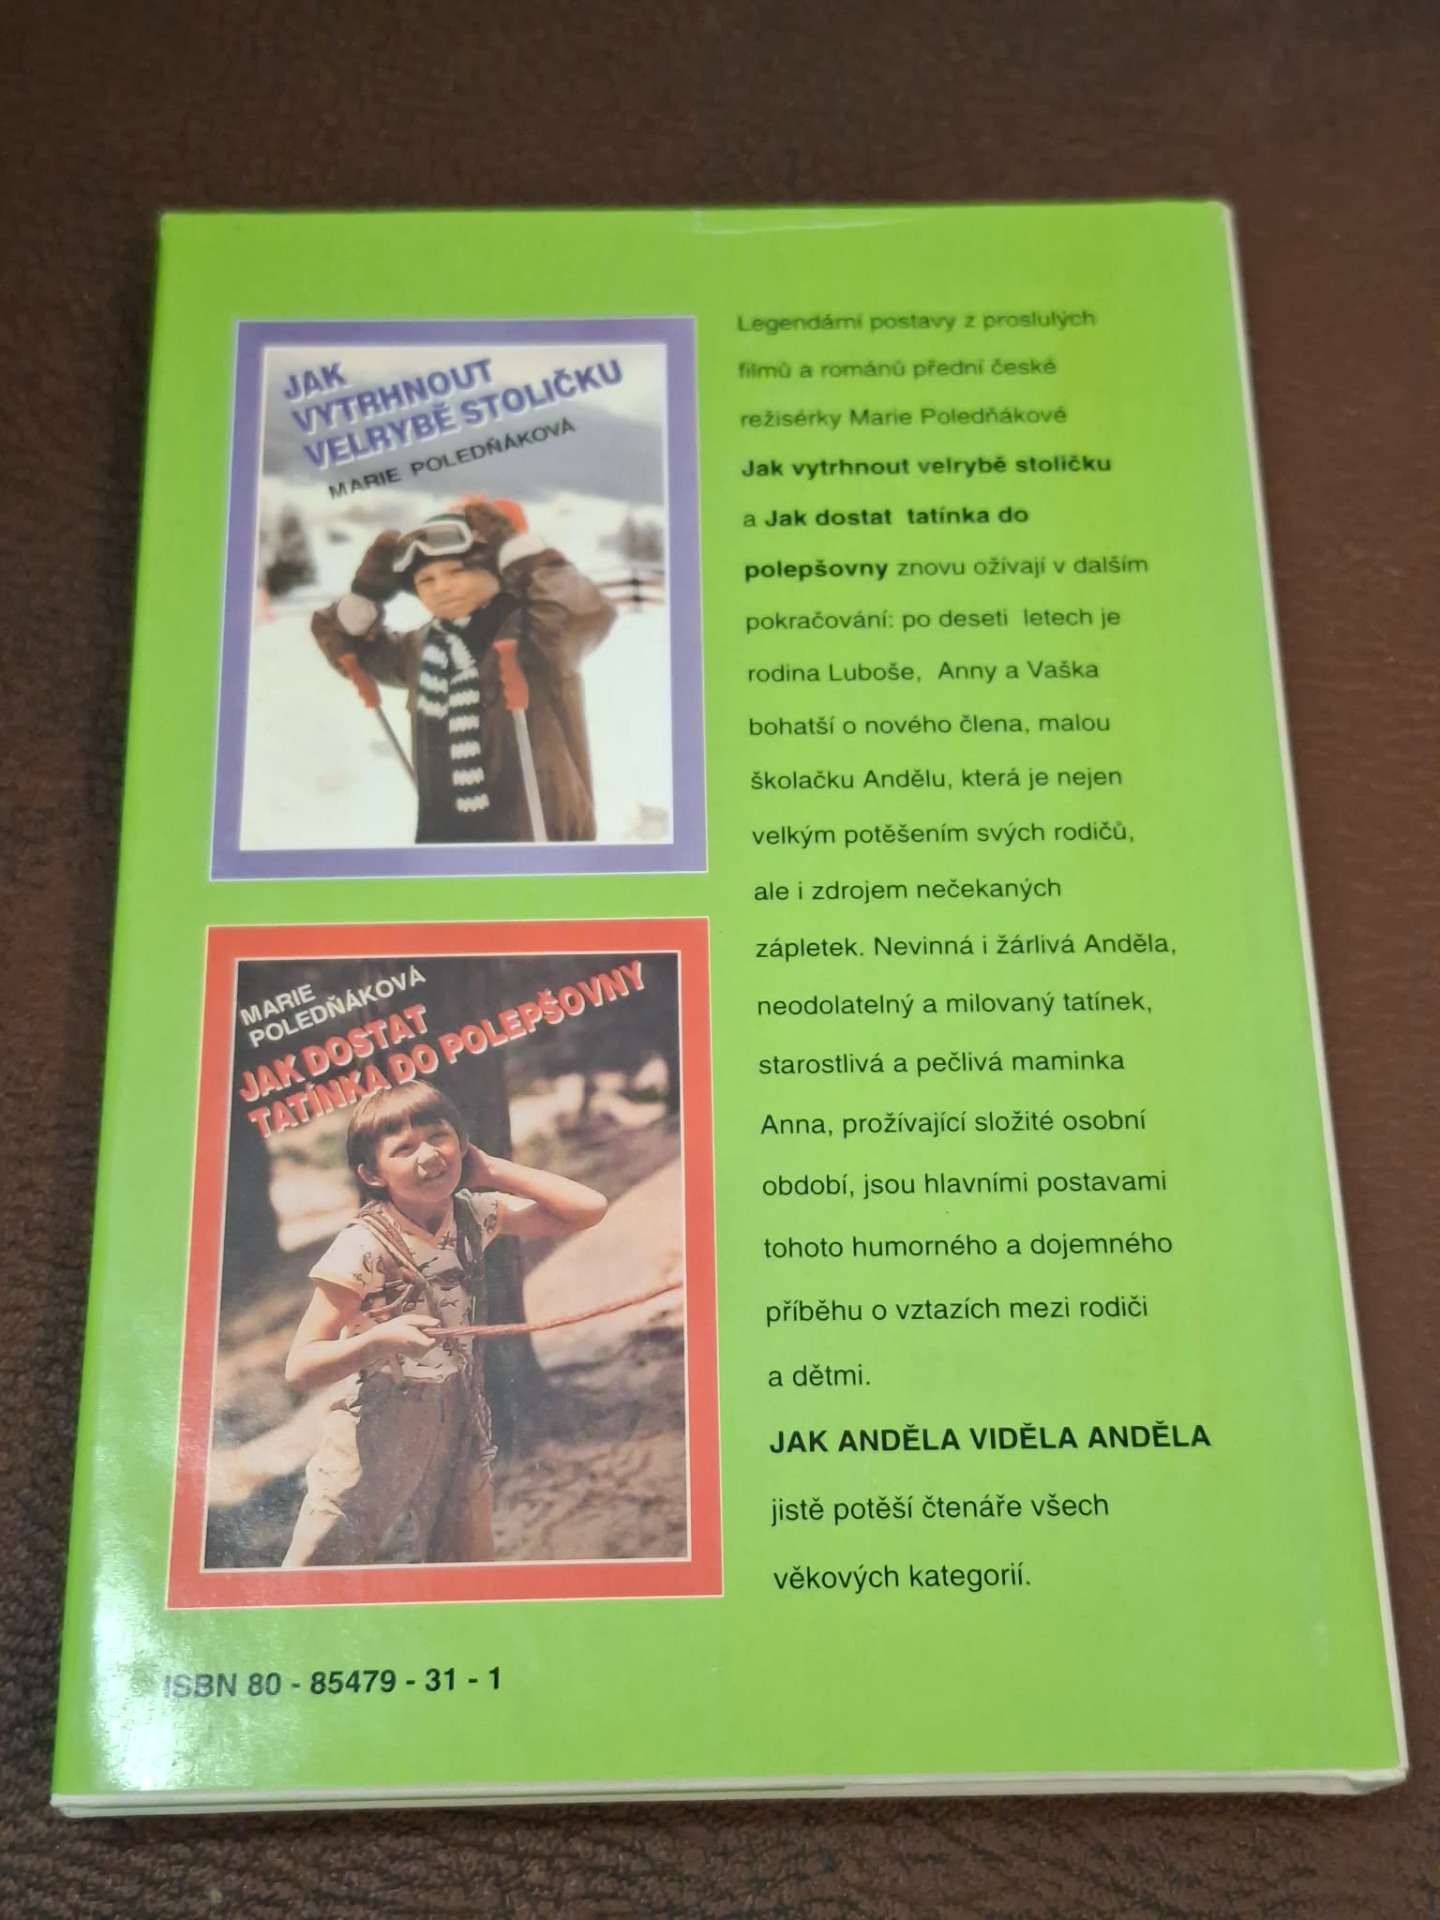 JAK
VYTRHNOUT
VELRYBĚ STOLIČKU
MARIE POLEDŇÁKOVÁ
MARIE
POLEDŇÁKOVÁ
JAK DOSTAT
TATÍNKA DO POLEPŠOVNY
Legendární postavy z proslulých
filmů a románů přední české
režisérky Marie Poledňákové
Jak vytrhnout velrybě stoličku
a Jak dostat tatínka do
polepšovny znovu ožívají v dalším
pokračování: po deseti letech je
rodina Luboše, Anny a Vaška
bohatší o nového člena, malou
školačku Andělu, která je nejen
velkým potěšením svých rodičů,
ale i zdrojem nečekaných
zápletek. Nevinná i žárlivá Anděla,
neodolatelný a milovaný tatínek,
starostlivá a pečlivá maminka
Anna, prožívající složité osobní
období, jsou hlavními postavami
tohoto humorného a dojemného
příběhu o vztazích mezi rodiči
a dětmi.
JAK ANDĚLA VIDĚLA ANDĚLA
jistě potěší čtenáře všech
věkových kategorií.
ISBN 80 - 85479 - 31 - 1